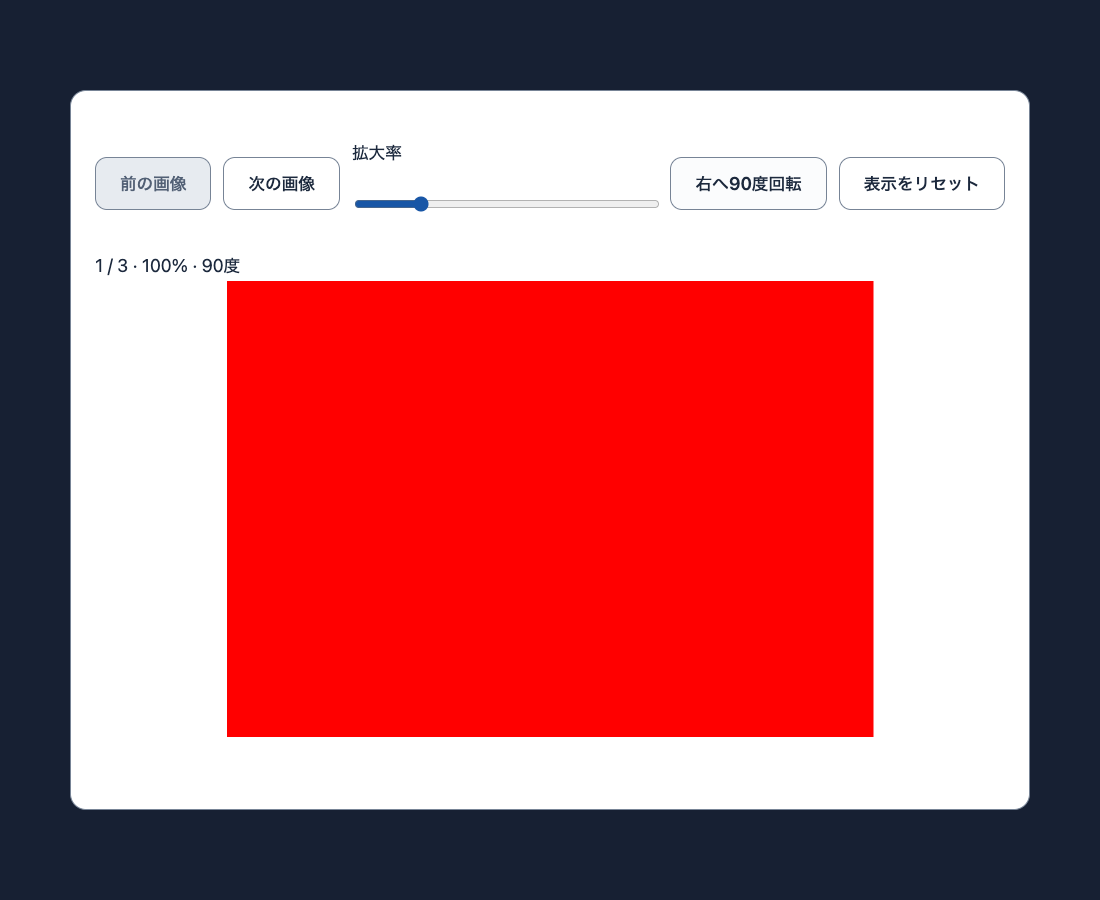 前の画像
次の画像
拡大率
右へ90度回転
表示をリセット
1 / 3 · 100% · 90度